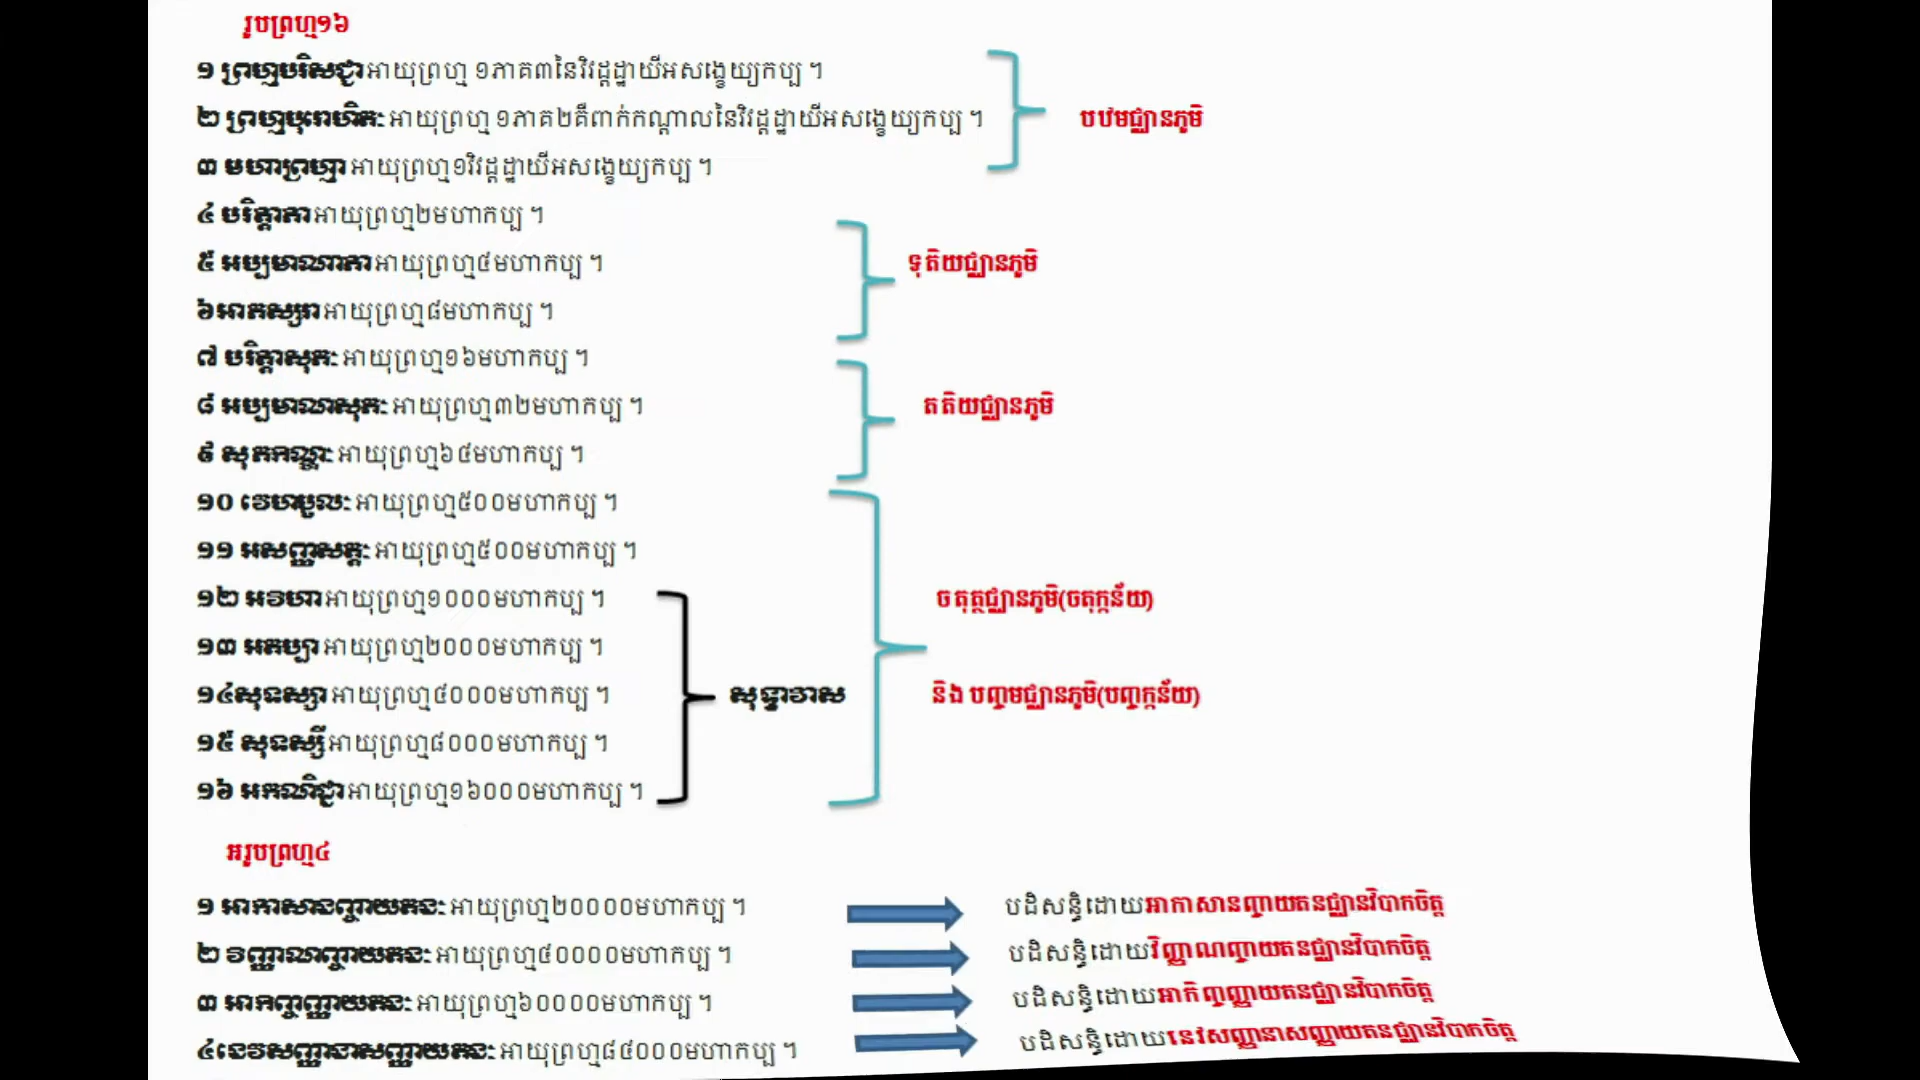 រូបព្រហ្ម១៦
១ ព្រហ្មបរិសជ្ជា អាយុព្រហ្ម ១ភាគ៣នៃវិវដ្ដដ្ឋាយីអសង្ខេយ្យកប្ប ។
២ ព្រហ្មបុរោហិតៈ អាយុព្រហ្ម ១ភាគ២គឺពាក់កណ្ដាលនៃវិវដ្ដដ្ឋាយីអសង្ខេយ្យកប្ប ។
បឋមជ្ឈានភូមិ
៣ មហាព្រហ្មា អាយុព្រហ្ម១វិវដ្ដដ្ឋាយីអសង្ខេយ្យកប្ប ។
៤ បរិត្តាភា អាយុព្រហ្ម២មហាកប្ប ។
៥ អប្បមាណាភា អាយុព្រហ្ម៤មហាកប្ប ។
ទុតិយជ្ឈានភូមិ
៦ អាភស្សរា អាយុព្រហ្ម៨មហាកប្ប ។
៧ បរិត្តាសុភៈ អាយុព្រហ្ម១៦មហាកប្ប ។
៨ អប្បមាណាសុភៈ អាយុព្រហ្ម៣២មហាកប្ប ។
តតិយជ្ឈានភូមិ
៩ សុភកិណ្ណៈ អាយុព្រហ្ម៦៤មហាកប្ប ។
១០ វេហប្ផលៈ អាយុព្រហ្ម៥០០មហាកប្ប ។
១១ អសញ្ញសត្តៈ អាយុព្រហ្ម៥០០មហាកប្ប ។
១២ អវិហា អាយុព្រហ្ម១០០០មហាកប្ប ។
ចតុត្ថជ្ឈានភូមិ(ចតុក្កន័យ)
១៣ អតប្បា អាយុព្រហ្ម២០០០មហាកប្ប ។
១៤ សុទស្សា អាយុព្រហ្ម៤០០០មហាកប្ប ។
សុទ្ធាវាស
និង បញ្ចមជ្ឈានភូមិ(បញ្ចក្កន័យ)
១៥ សុទស្សី អាយុព្រហ្ម៨០០០មហាកប្ប ។
១៦ អកណិដ្ឋា អាយុព្រហ្ម១៦០០០មហាកប្ប ។
អរូបព្រហ្ម៤
១ អាកាសានញ្ចាយតនៈ អាយុព្រហ្ម២០០០០មហាកប្ប ។
បដិសន្ធិដោយអាកាសានញ្ចាយតនជ្ឈានវិបាកចិត្ត
២ វិញ្ញាណញ្ចាយតនៈ អាយុព្រហ្ម៤០០០០មហាកប្ប ។
បដិសន្ធិដោយវិញ្ញាណញ្ចាយតនជ្ឈានវិបាកចិត្ត
៣ អាកិញ្ចញ្ញាយតនៈ អាយុព្រហ្ម៦០០០០មហាកប្ប ។
បដិសន្ធិដោយអាកិញ្ចញ្ញាយតនជ្ឈានវិបាកចិត្ត
៤ នេវសញ្ញានាសញ្ញាយតនៈ អាយុព្រហ្ម៨៤០០០មហាកប្ប ។
បដិសន្ធិដោយនេវសញ្ញានាសញ្ញាយតនជ្ឈានវិបាកចិត្ត